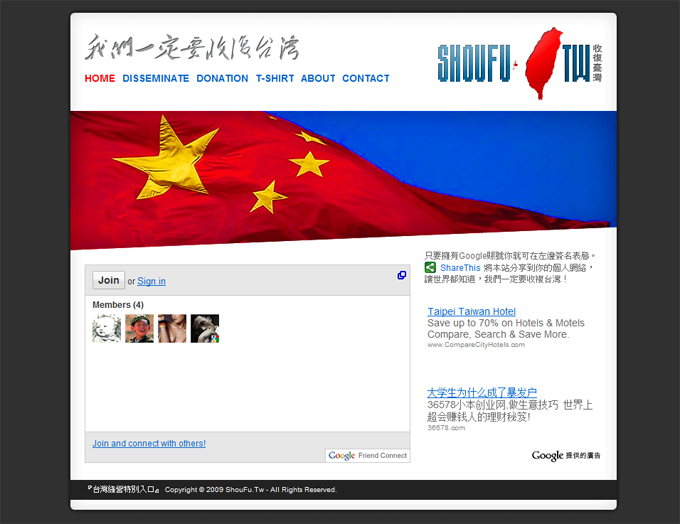 我們一定要收復台灣
SHOUFU TW
收復臺灣
HOME DISSEMINATE DONATION T-SHIRT ABOUT CONTACT
只要擁有Google賬號你就可在左邊簽名表態。
ShareThis 將本站分享到你的個人網絡，
讓世界都知道，我們一定要收複台灣！
Join or Sign in
Members (4)
Join and connect with others!
Google Friend Connect
Taipei Taiwan Hotel
Save up to 70% on Hotels & Motels
Compare, Search & Save More.
www.CompareCityHotels.com
大学生为什么成了暴发户
36578小本创业网,做生意技巧 世界上
超会赚钱人的理财秘笈!
36578.com
Google 提供的廣告
『台灣綠營特別入口』 Copyright © 2009 ShouFu.Tw - All Rights Reserved.